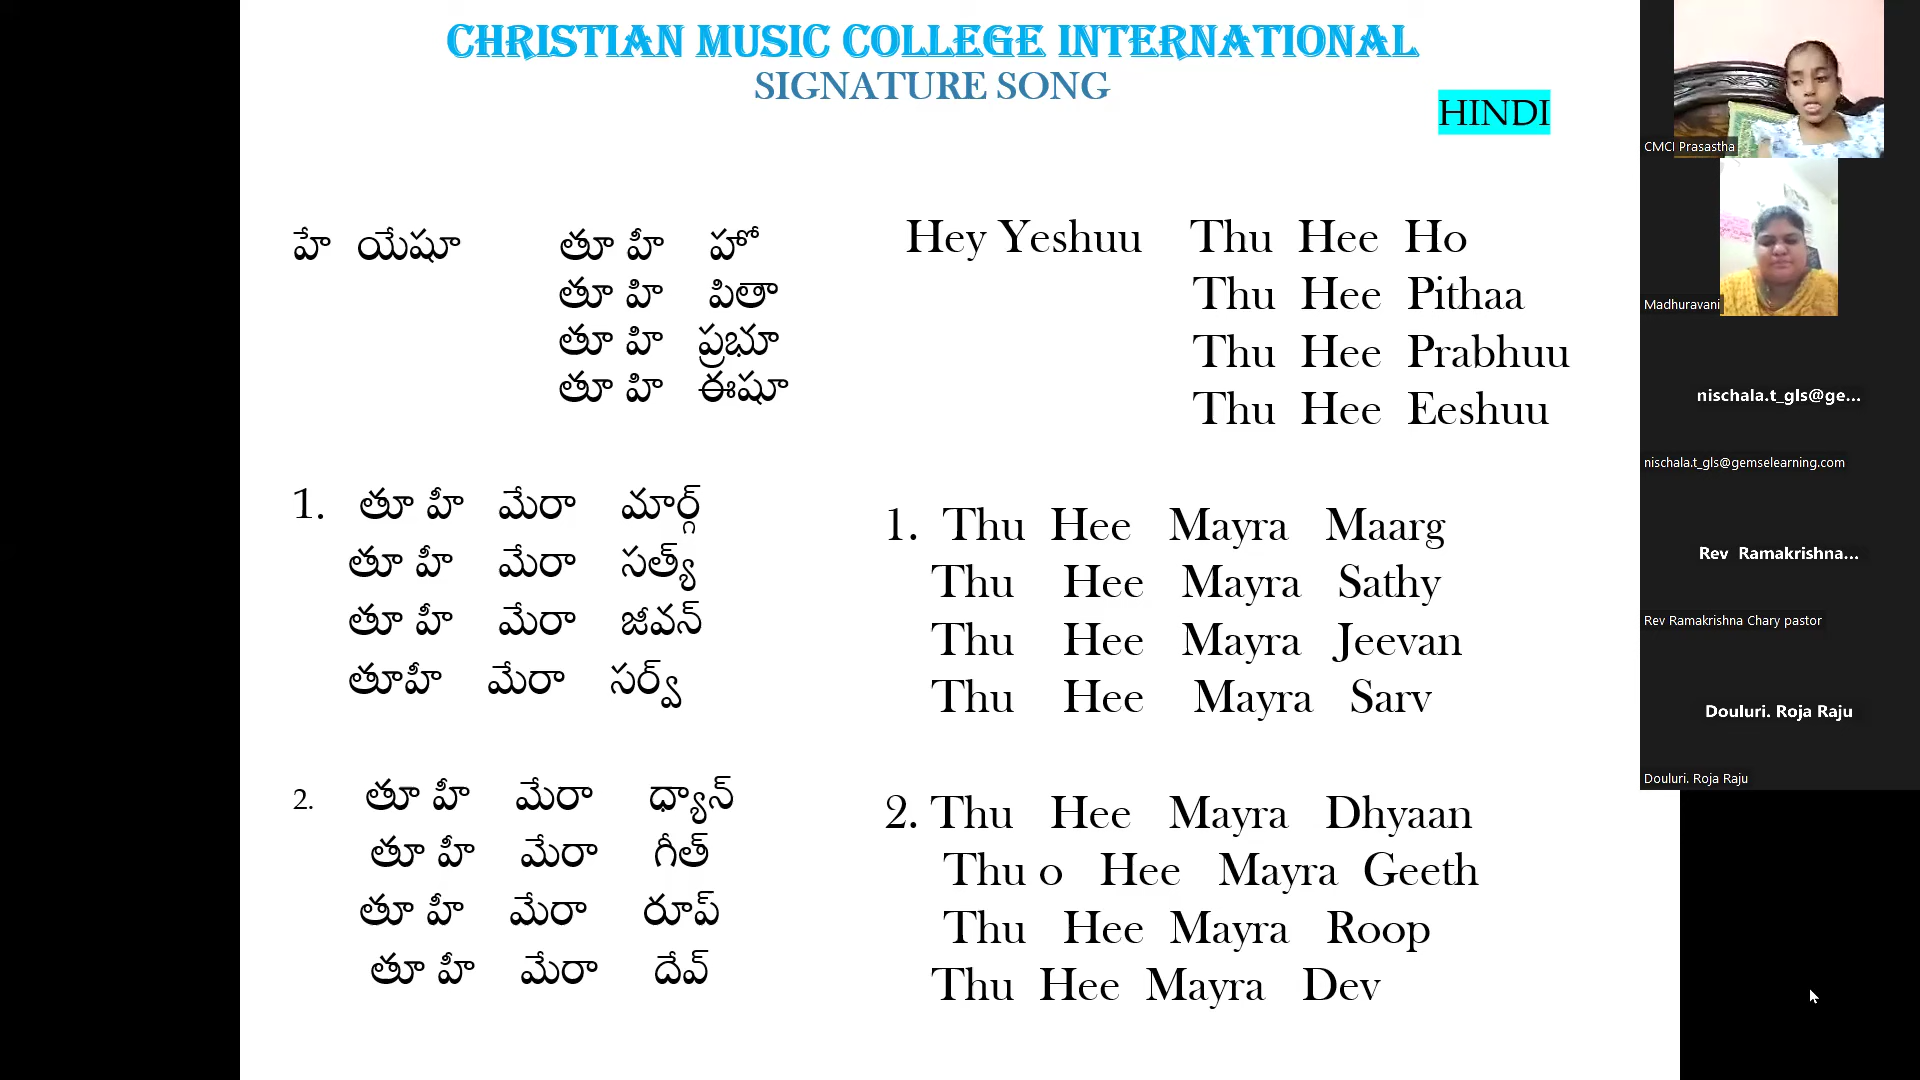 CHRISTIAN MUSIC COLLEGE INTERNATIONAL
SIGNATURE SONG
HINDI
హే యేషూ తూ హీ హో
తూ హి పితా
తూ హి ప్రభూ
తూ హి ఈషూ
1. తూ హీ మేరా మార్గ్
తూ హీ మేరా సత్య్
తూ హీ మేరా జీవన్
తూహీ మేరా సర్వ్
2. తూ హీ మేరా ధ్యాన్
తూ హీ మేరా గీత్
తూ హీ మేరా రూప్
తూ హీ మేరా దేవ్
Hey Yeshuu Thu Hee Ho
Thu Hee Pithaa
Thu Hee Prabhuu
Thu Hee Eeshuu
1. Thu Hee Mayra Maarg
Thu Hee Mayra Sathy
Thu Hee Mayra Jeevan
Thu Hee Mayra Sarv
2. Thu Hee Mayra Dhyaan
Thu o Hee Mayra Geeth
Thu Hee Mayra Roop
Thu Hee Mayra Dev
CMCI Prasastha
Madhuravani
nischala.t_gls@ge...
nischala.t_gls@gemselearning.com
Rev Ramakrishna...
Rev Ramakrishna Chary pastor
Douluri. Roja Raju
Douluri. Roja Raju